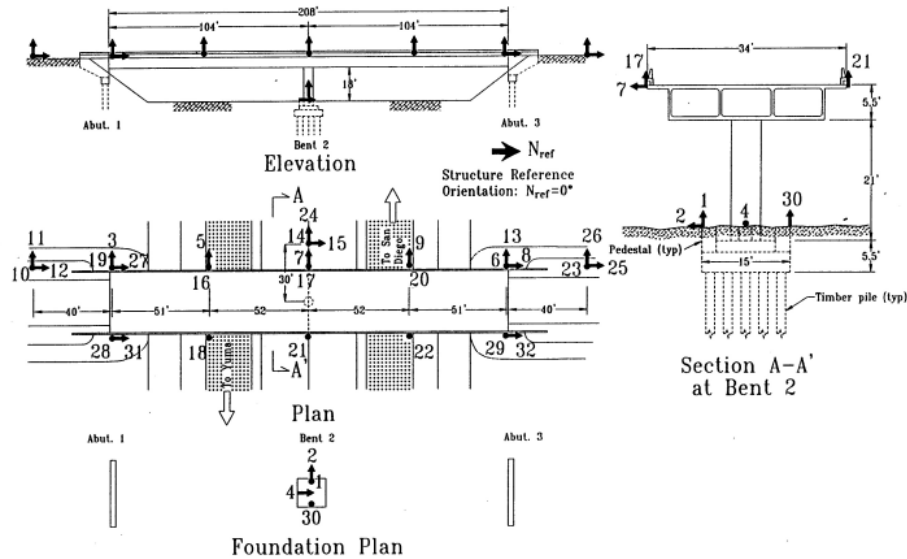 208'
104' 104'
18'
Abut. 1
Bent 2
Abut. 3
Elevation
N ref
Structure Reference
Orientation: N ref =0°
34'
17
21
7
5.5'
21'
1
30
2
4
Pedestal (typ)
15'
5.5'
Timber pile (typ)
Section A-A'
at Bent 2
A
24
11 3 5 14 15 9 13 26
To San Diego
10 12 19 27 7 6 8 23 25
16 17 20
30'
40' 51' 52 52 51' 40'
28 31 18 21 22 29 32
To Yuma
A'
Plan
Abut. 1
Bent 2
Abut. 3
2
1
4
30
Foundation Plan